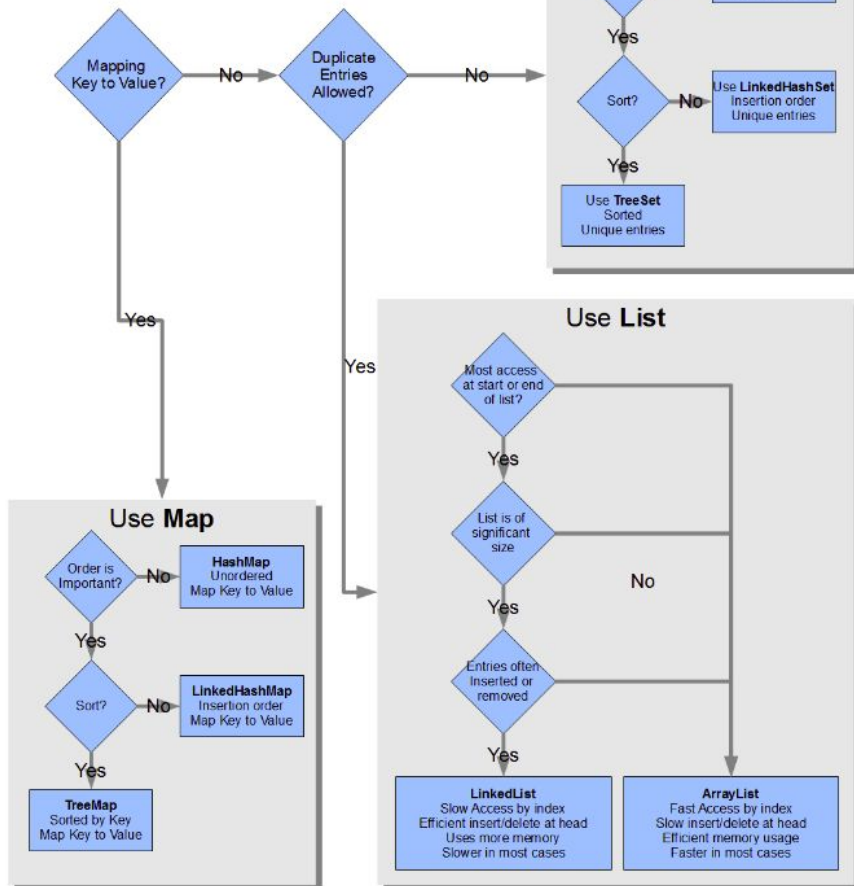 Yes
Mapping
Key to Value?
No
Duplicate
Entries
Allowed?
No
Sort?
No
Use LinkedHashSet
Insertion order
Unique entries
Yes
Use TreeSet
Sorted
Unique entries
Yes
Yes
Use List
Most access
at start or end
of list?
Yes
List is of
significant
size
No
Yes
Entries often
Inserted or
removed
Yes
LinkedList
Slow Access by index
Efficient insert/delete at head
Uses more memory
Slower in most cases
ArrayList
Fast Access by index
Slow insert/delete at head
Efficient memory usage
Faster in most cases
Use Map
Order is
Important?
No
HashMap
Unordered
Map Key to Value
Yes
Sort?
No
LinkedHashMap
Insertion order
Map Key to Value
Yes
TreeMap
Sorted by Key
Map Key to Value